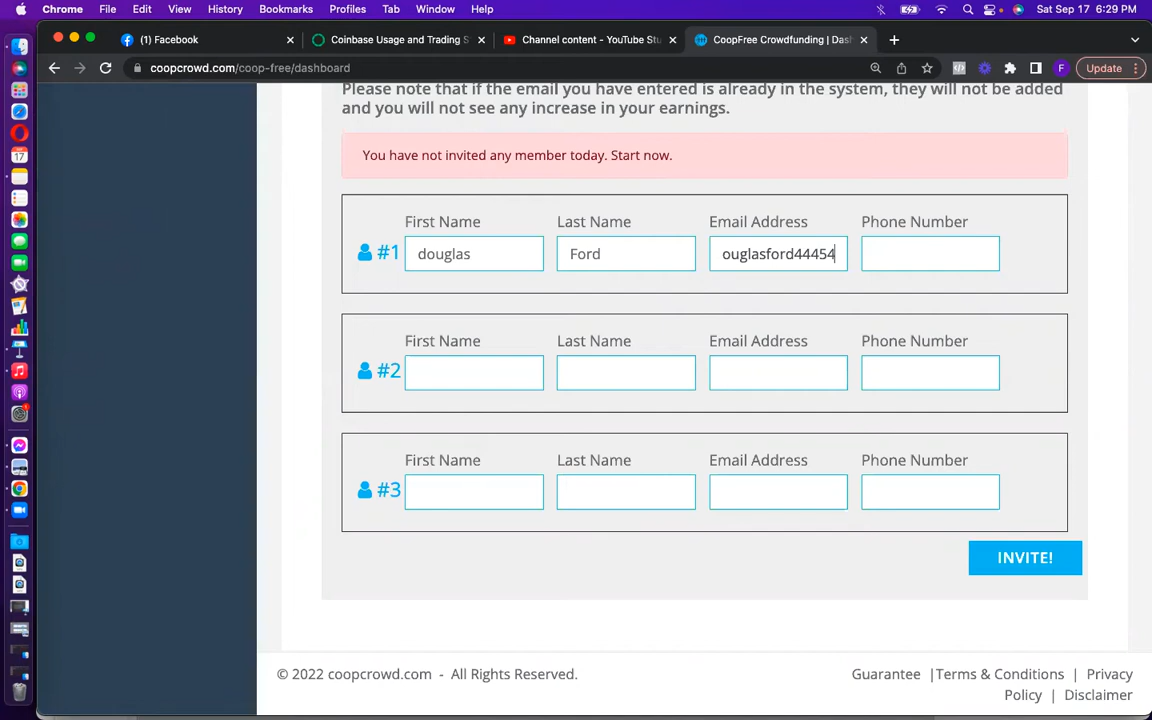 Chrome File Edit View History Bookmarks Profiles Tab Window Help Sat Sep 17 6:29 PM
(1) Facebook Coinbase Usage and Trading S Channel content - YouTube Stu CoopFree Crowdfunding | Dash
coopcrowd.com/coop-free/dashboard F Update
17
Please note that if the email you have entered is already in the system, they will not be added
and you will not see any increase in your earnings.
You have not invited any member today. Start now.
First Name Last Name Email Address Phone Number
#1 douglas Ford ouglasford44454
First Name Last Name Email Address Phone Number
#2
First Name Last Name Email Address Phone Number
#3
INVITE!
© 2022 coopcrowd.com - All Rights Reserved. Guarantee |Terms & Conditions | Privacy
Policy | Disclaimer